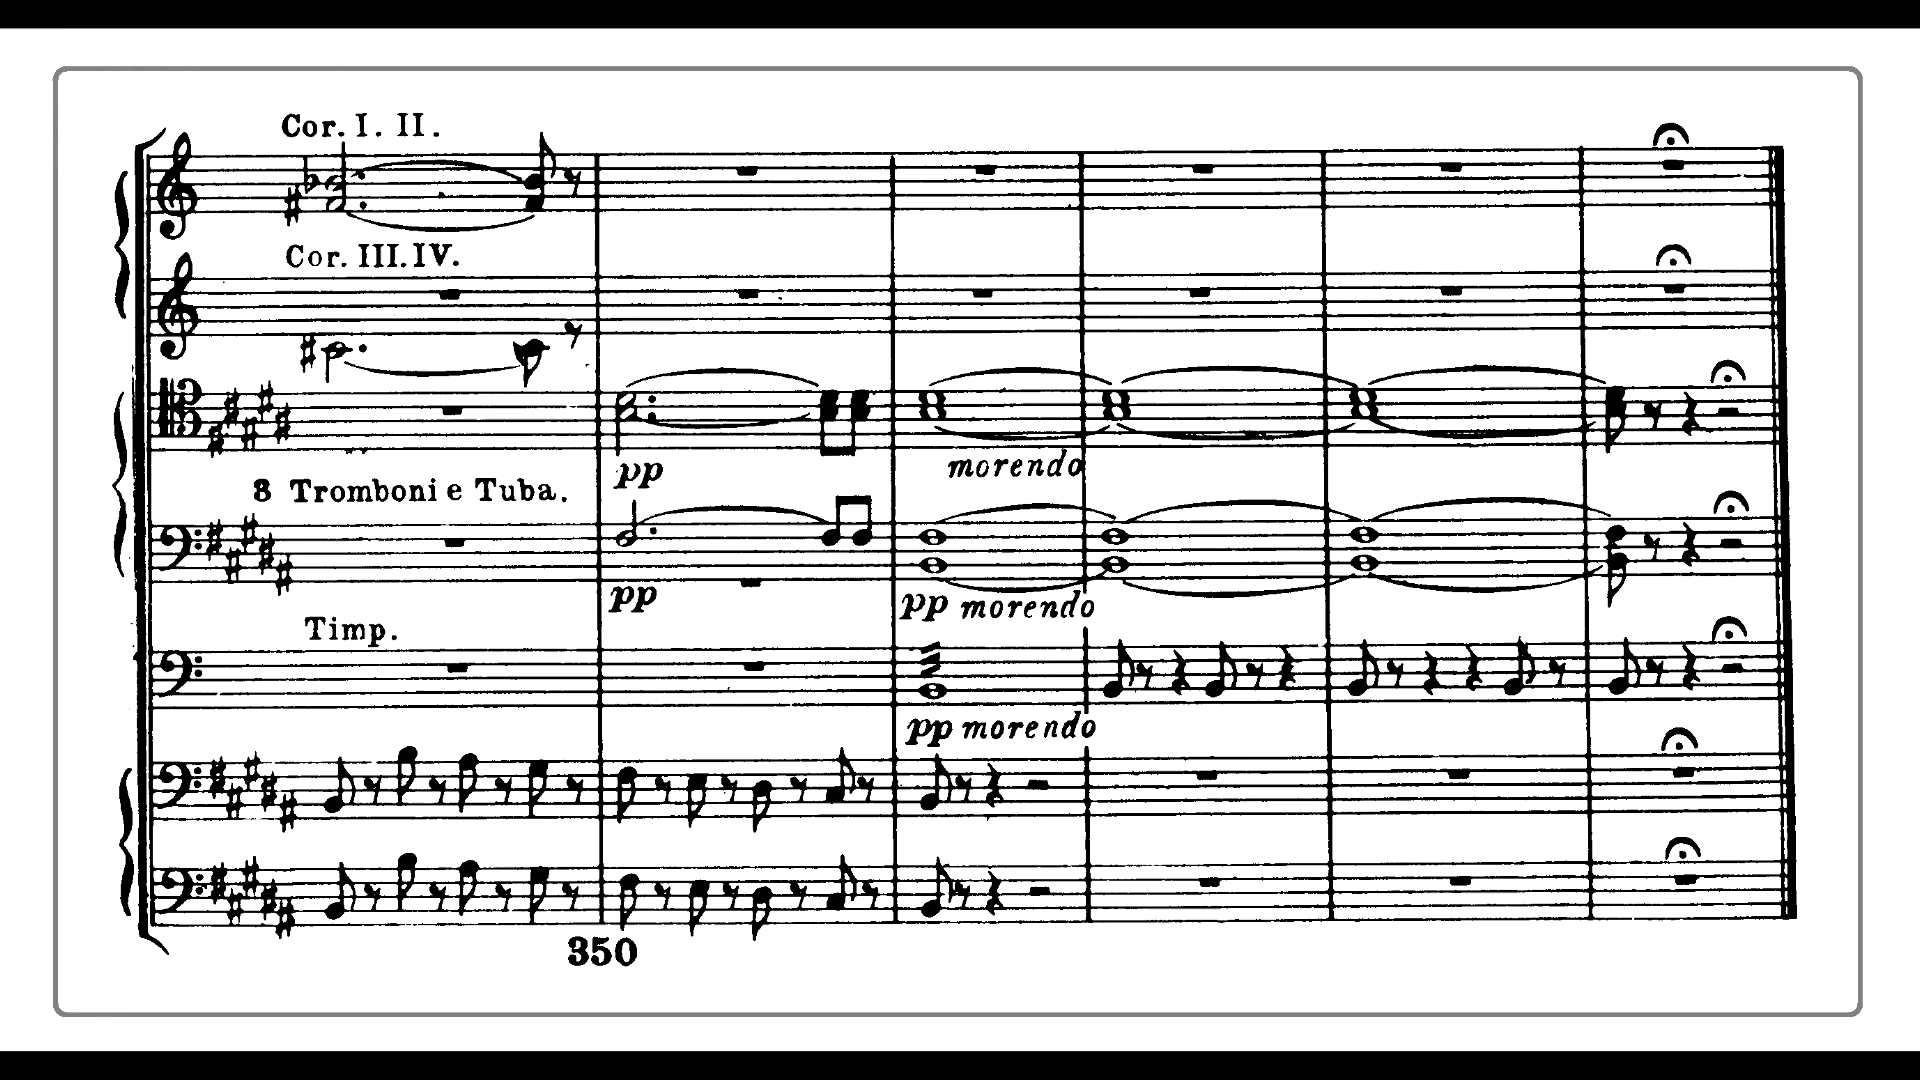 Cor. I. II.
Cor. III. IV.
pp
morendo
3 Tromboni e Tuba.
pp
pp morendo
Timp.
pp morendo
350